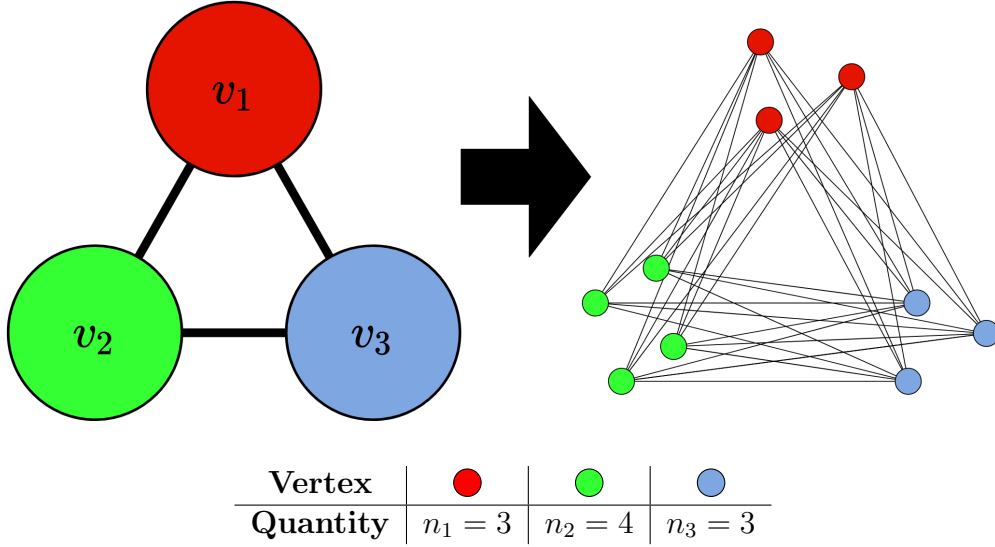 v₁
v₂ v₃
Vertex
Quantity n₁ = 3 n₂ = 4 n₃ = 3